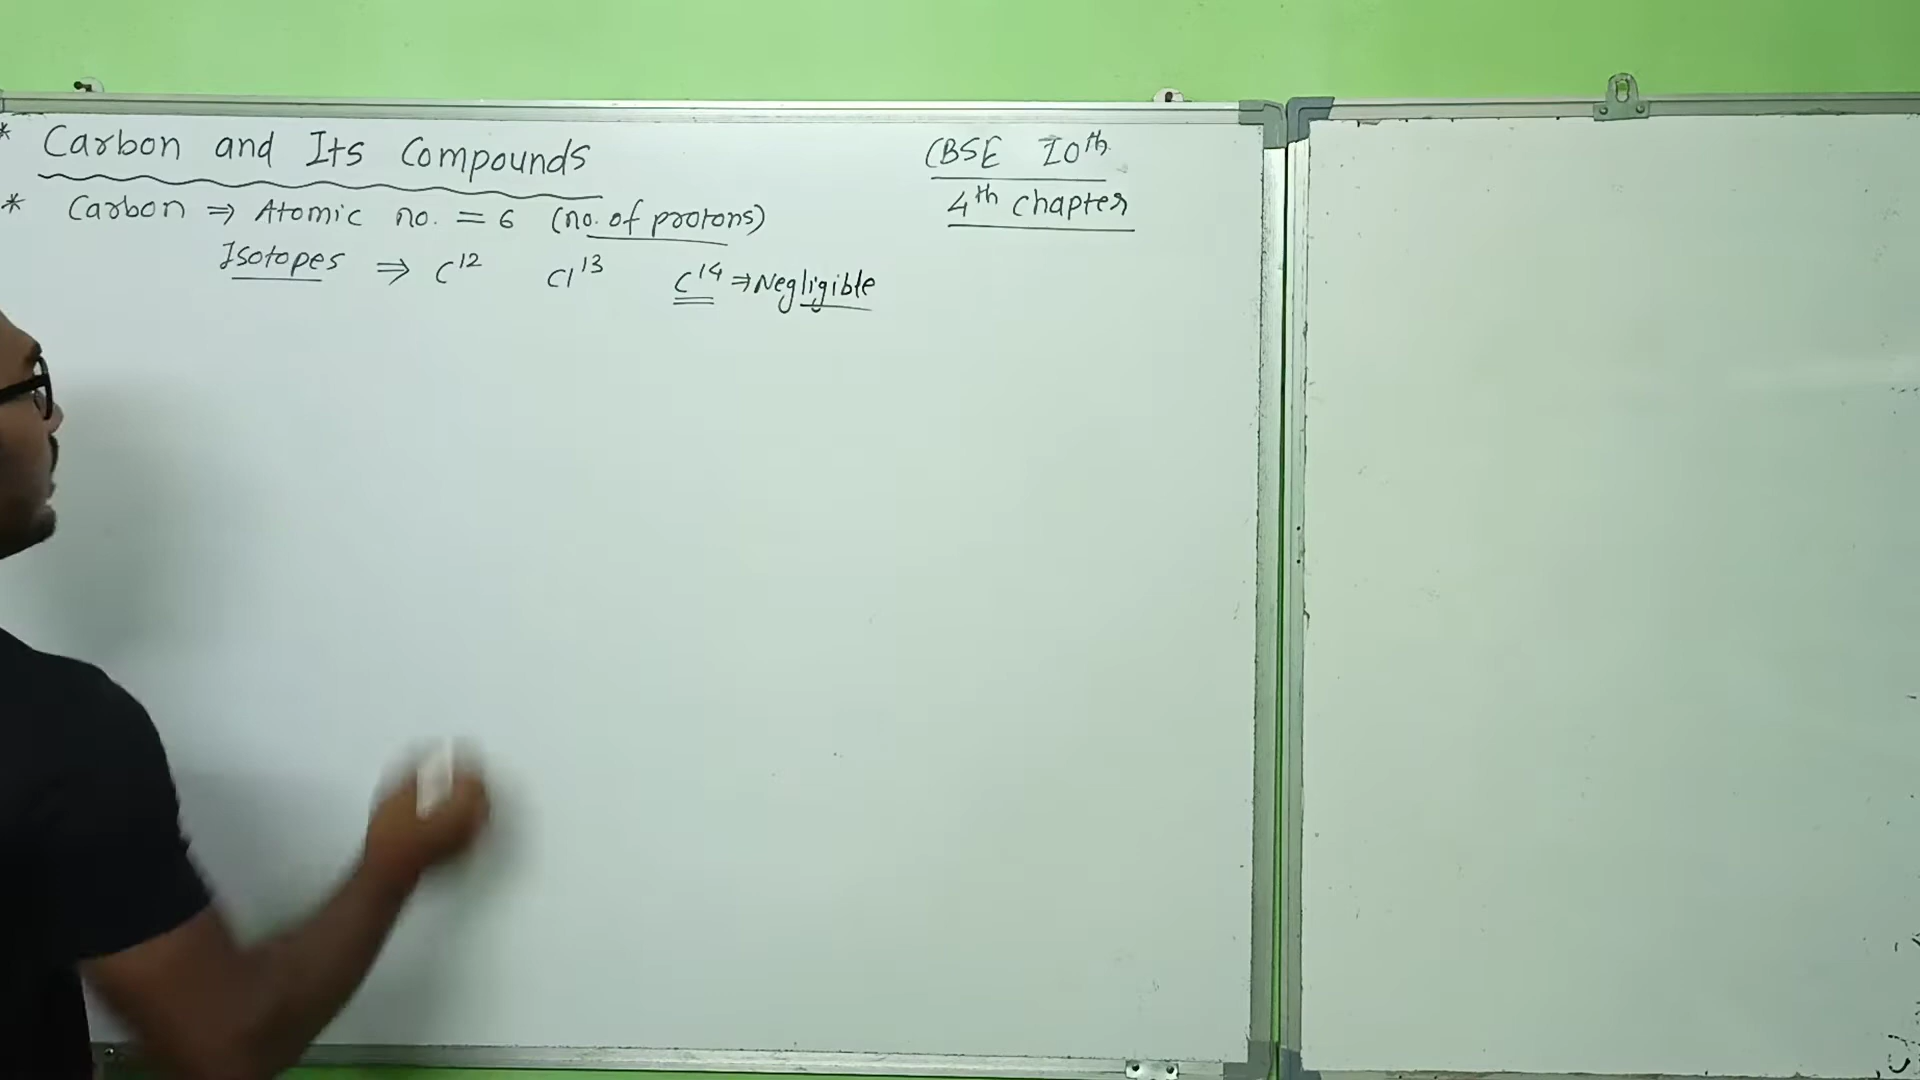 * Carbon and Its Compounds
CBSE 10th
4th chapter
* Carbon ⇒ Atomic no. = 6 (no. of protons)
Isotopes ⇒ C¹² Cl¹³ C¹⁴ ⇒ Negligible